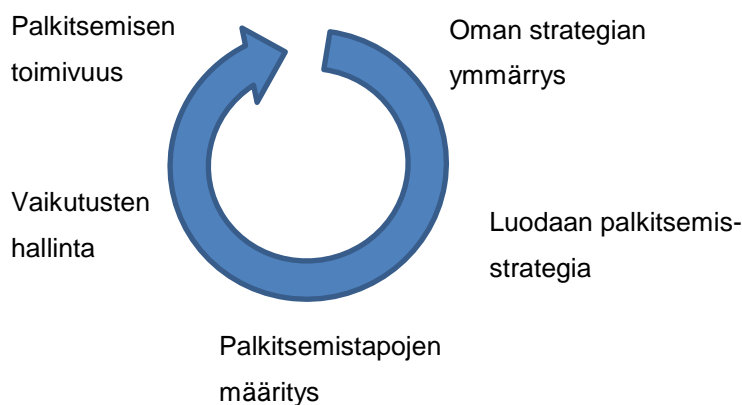 Palkitsemisen
toimivuus
Oman strategian
ymmärrys
Vaikutusten
hallinta
Luodaan palkitsemis-
strategia
Palkitsemistapojen
määritys